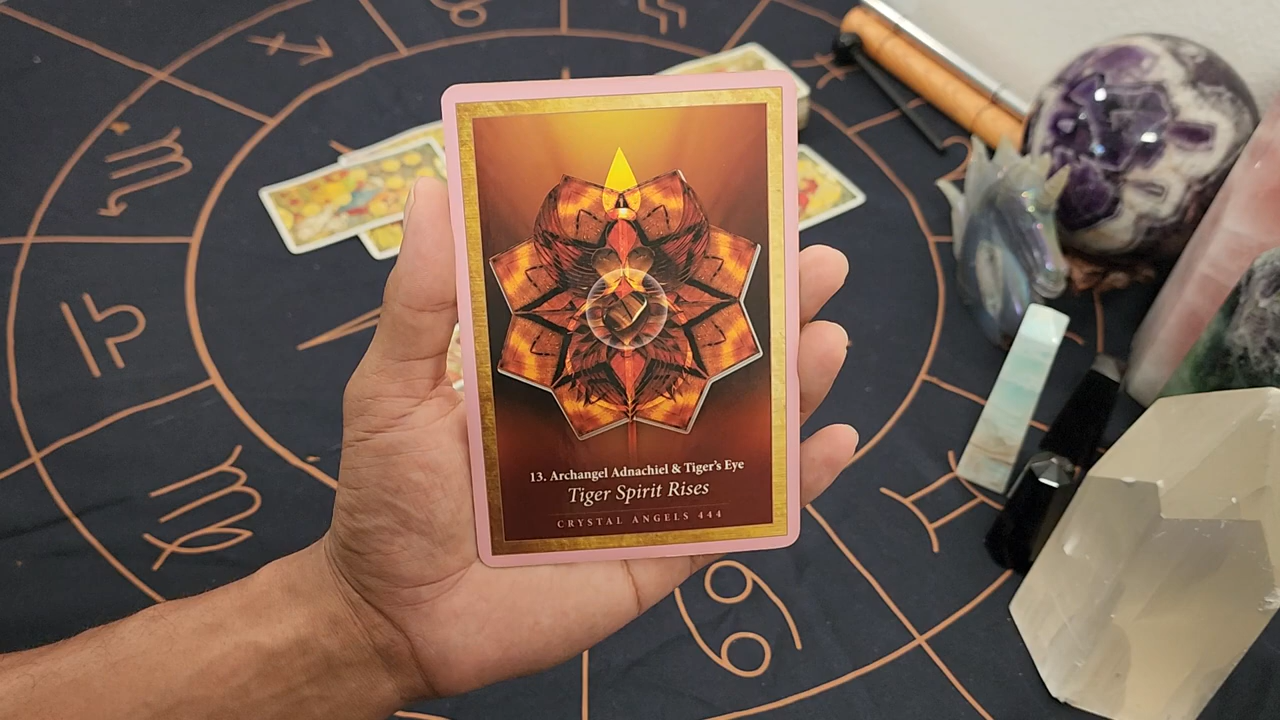 13. Archangel Adnachiel & Tiger's Eye
Tiger Spirit Rises
CRYSTAL ANGELS 444